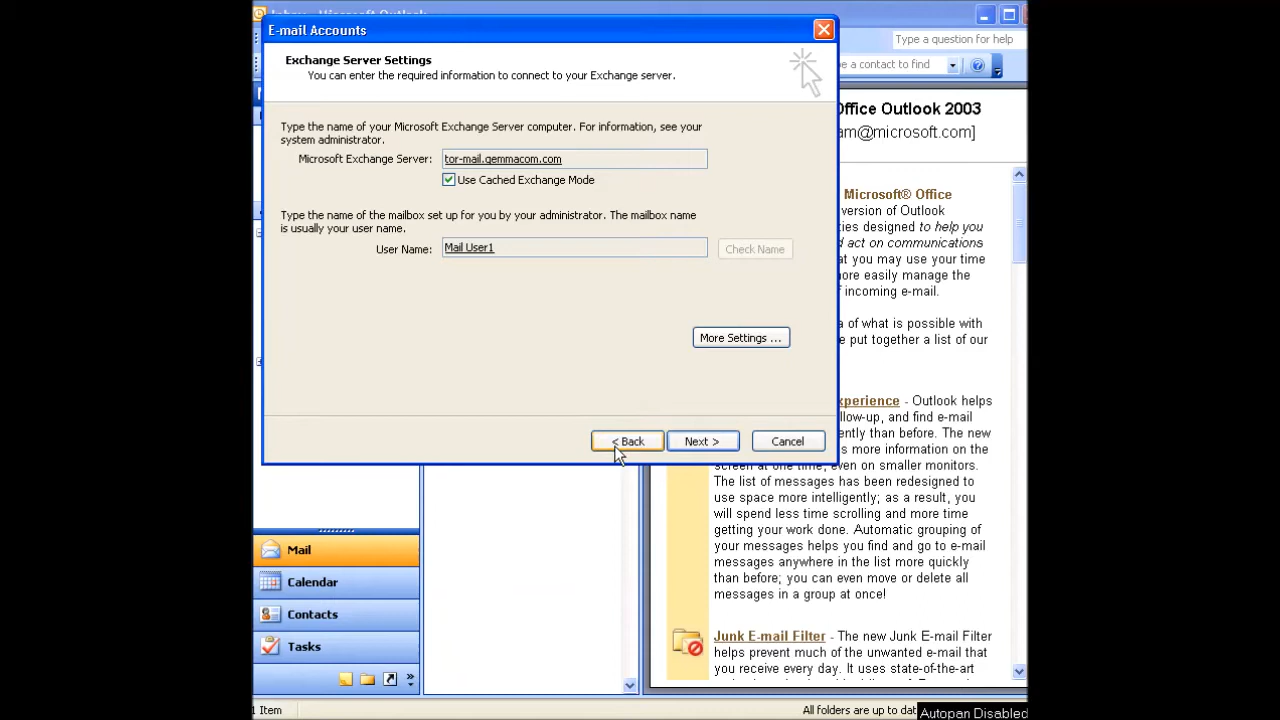 E-mail Accounts
Type a question for help
Exchange Server Settings
You can enter the required information to connect to your Exchange server.
e a contact to find
Type the name of your Microsoft Exchange Server computer. For information, see your
system administrator.
Microsoft Exchange Server: tor-mail.gemmacom.com
Use Cached Exchange Mode
Type the name of the mailbox set up for you by your administrator. The mailbox name
is usually your user name.
User Name: Mail User1 Check Name
More Settings ...
< Back Next > Cancel
Office Outlook 2003
am@microsoft.com]
Microsoft® Office
version of Outlook
ties designed to help you
d act on communications
at you may use your time
more easily manage the
f incoming e-mail.
a of what is possible with
e put together a list of our
xperience - Outlook helps
llow-up, and find e-mail
ently than before. The new
s more information on the
screen at one time, even on smaller monitors.
The list of messages has been redesigned to
use space more intelligently; as a result, you
will spend less time scrolling and more time
getting your work done. Automatic grouping of
your messages helps you find and go to e-mail
messages anywhere in the list more quickly
than before; you can even move or delete all
messages in a group at once!
Junk E-mail Filter - The new Junk E-mail Filter
helps prevent much of the unwanted e-mail that
you receive every day. It uses state-of-the-art
Mail
Calendar
Contacts
Tasks
1 Item
All folders are up to dat
Autopan Disabled